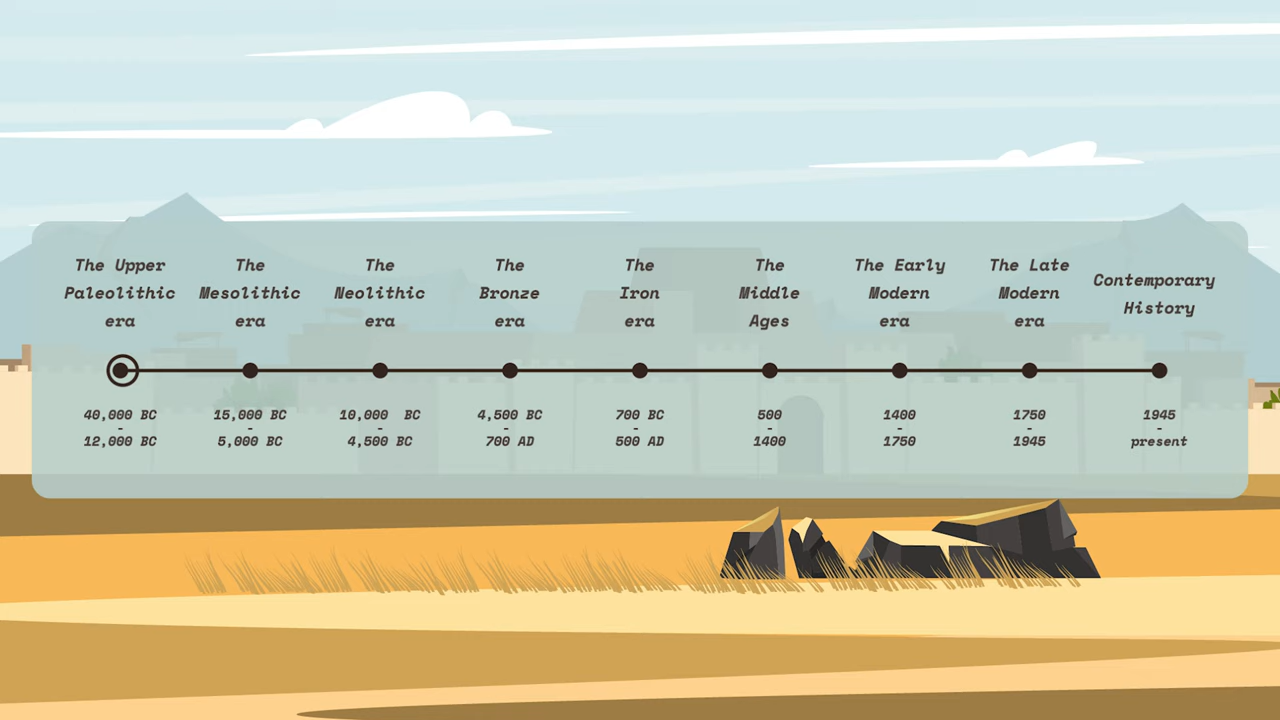 The Upper
Paleolithic
era
The
Mesolithic
era
The
Neolithic
era
The
Bronze
era
The
Iron
era
The
Middle
Ages
The Early
Modern
era
The Late
Modern
era
Contemporary
History
40,000 BC
-
12,000 BC
15,000 BC
-
5,000 BC
10,000  BC
-
4,500 BC
4,500 BC
-
700 AD
700 BC
-
500 AD
500
-
1400
1400
-
1750
1750
-
1945
1945
-
present